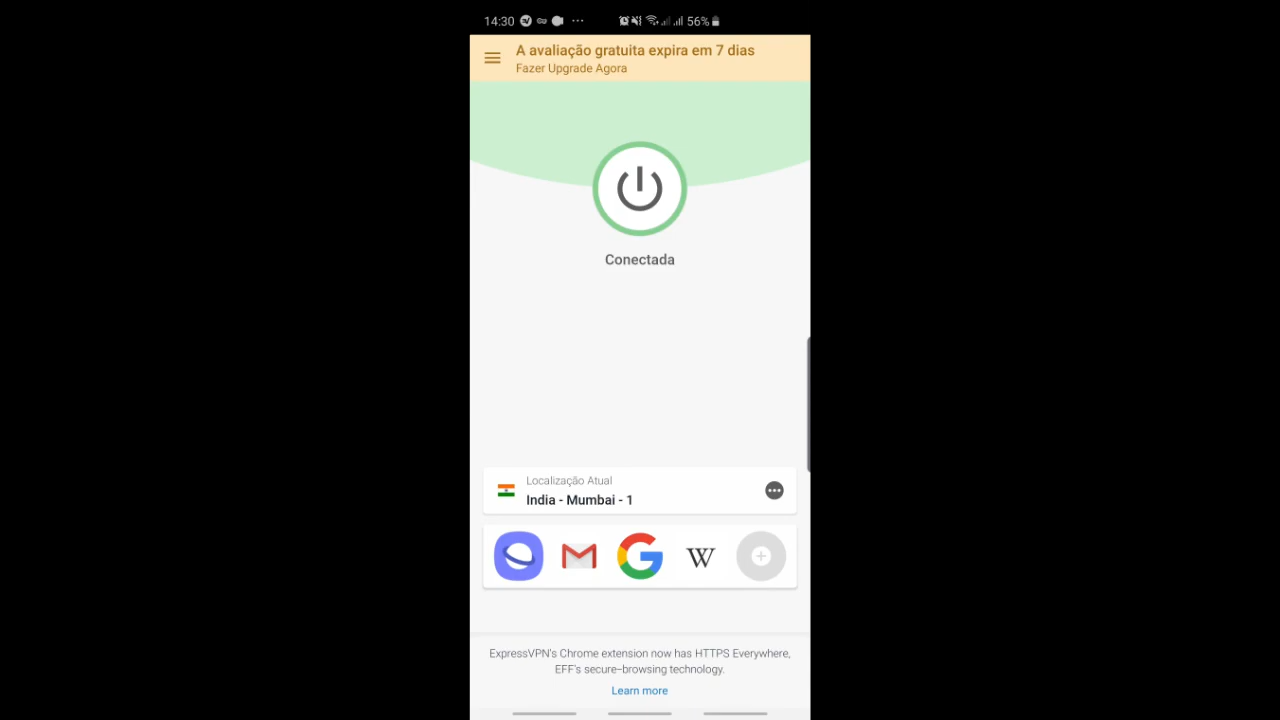 14:30 56%
A avaliação gratuita expira em 7 dias
Fazer Upgrade Agora
Conectada
Localização Atual
India - Mumbai - 1
W
ExpressVPN's Chrome extension now has HTTPS Everywhere,
EFF's secure-browsing technology.
Learn more